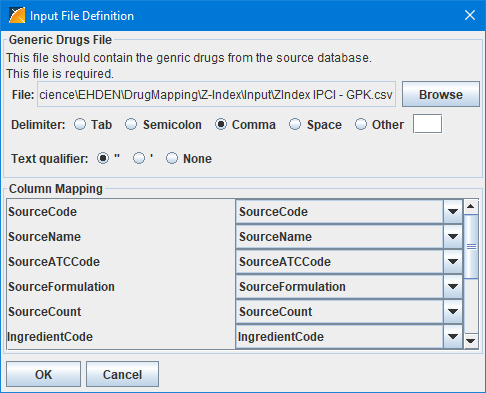 Input File Definition
Generic Drugs File
This file should contain the genric drugs from the source database.
This file is required.
File: cience\EHDEN\DrugMapping\Z-Index\Input\ZIndex IPCI - GPK.csv Browse
Delimiter: Tab Semicolon Comma Space Other
Text qualifier: " ' None
Column Mapping
SourceCode SourceCode
SourceName SourceName
SourceATCCode SourceATCCode
SourceFormulation SourceFormulation
SourceCount SourceCount
IngredientCode IngredientCode
OK Cancel